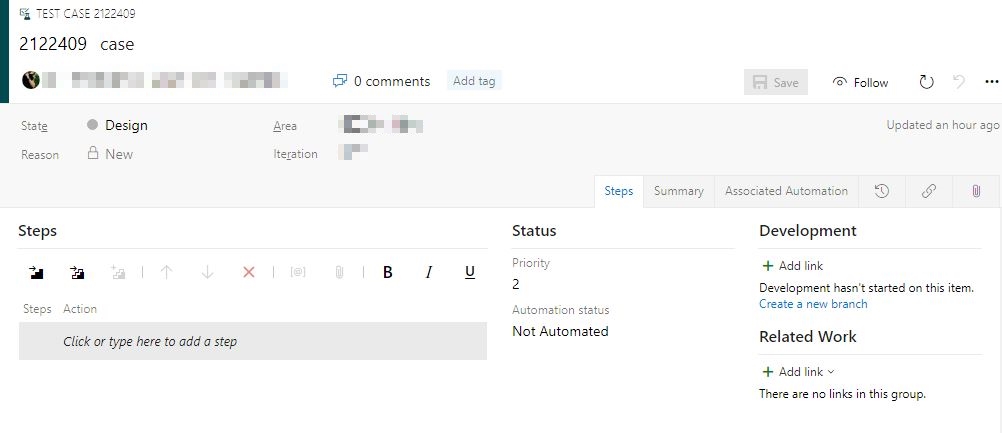 TEST CASE 2122409
2122409 case
0 comments Add tag Save Follow
State Design Area Updated an hour ago
Reason New Iteration
Steps Summary Associated Automation
Steps Status Development
Priority + Add link
2 Development hasn't started on this item.
B I U Create a new branch
Steps Action Automation status
Click or type here to add a step Not Automated Related Work
+ Add link
There are no links in this group.